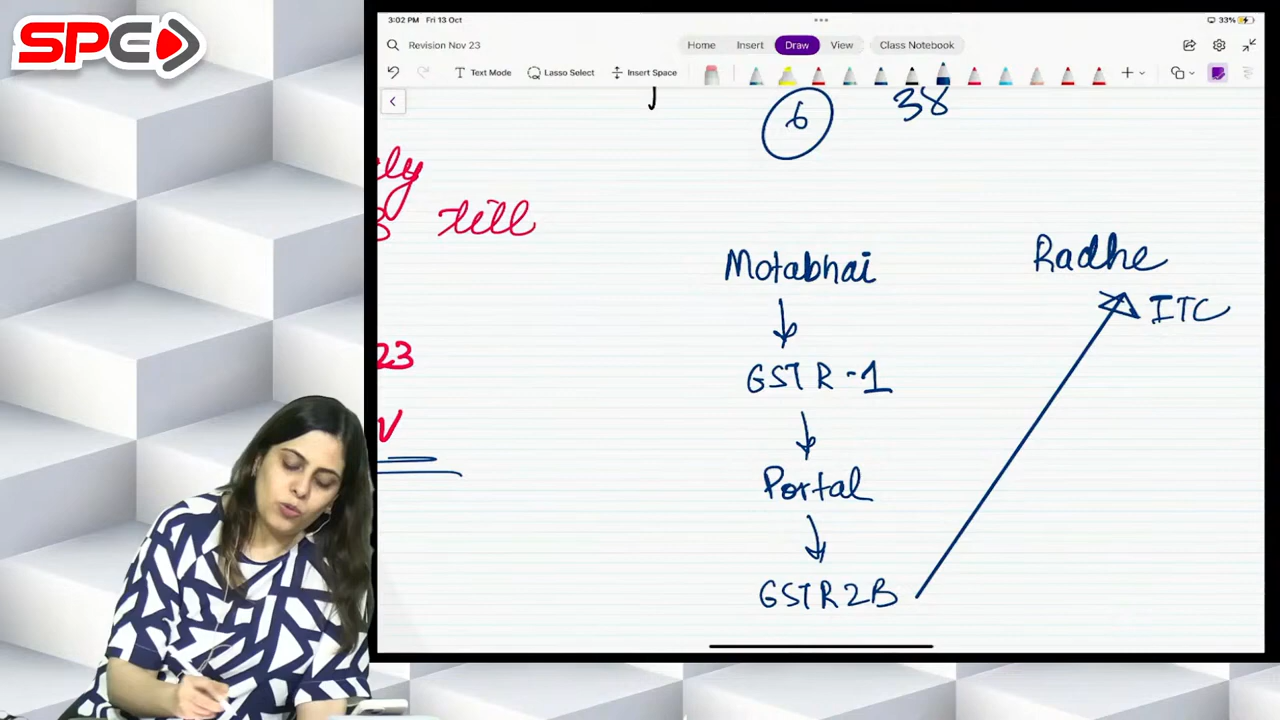 SPC
3:02 PM Fri 13 Oct
33%
Revision Nov 23
Home Insert Draw View Class Notebook
Text Mode Lasso Select Insert Space
6 38
till
23
Motabhai Radhe
ITC
GSTR-1
Portal
GSTR2B